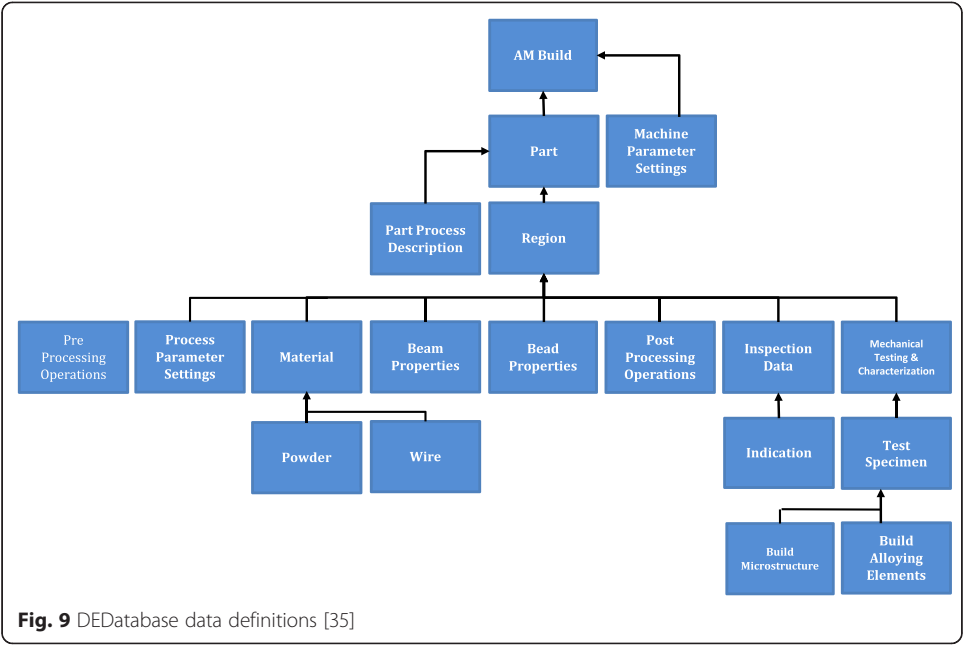 AM Build
Part
Machine
Parameter
Settings
Part Process
Description
Region
Pre
Processing
Operations
Process
Parameter
Settings
Material
Beam
Properties
Bead
Properties
Post
Processing
Operations
Inspection
Data
Mechanical
Testing &
Characterization
Powder
Wire
Indication
Test
Specimen
Build
Microstructure
Build
Alloying
Elements
Fig. 9 DEDatabase data definitions [35]